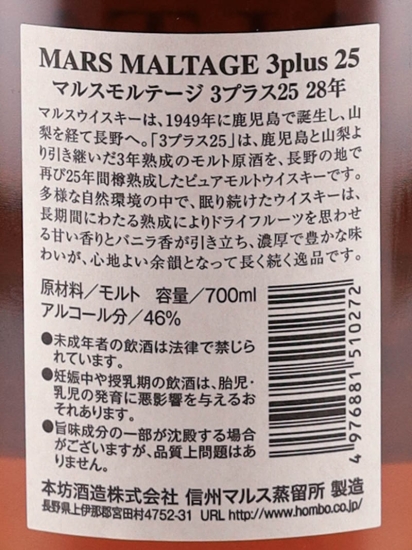 MARS MALTAGE 3plus 25
マルスモルテージ 3プラス25 28年
マルスウイスキーは、1949年に鹿児島で誕生し、山
梨を経て長野へ。「3プラス25」は、鹿児島と山梨よ
り引き継いだ3年熟成のモルト原酒を、長野の地で
再び25年間樽熟成したピュアモルトウイスキーです。
多様な自然環境の中で、眠り続けたウイスキーは、
長期間にわたる熟成によりドライフルーツを思わせ
る甘い香りとバニラ香が引き立ち、濃厚で豊かな味
わいが、心地よい余韻となって長く続く逸品です。
原材料／モルト 容量／700ml
アルコール分／46%
●未成年者の飲酒は法律で禁じら
れています。
●妊娠中や授乳期の飲酒は、胎児・
乳児の発育に悪影響を与えるお
それあります。
●旨味成分の一部が沈殿する場合
がございますが、品質上問題はあ
りません。
4 976881 510272
本坊酒造株式会社 信州マルス蒸留所 製造
長野県上伊那郡宮田村4752-31 URL http://www.hombo.co.jp/